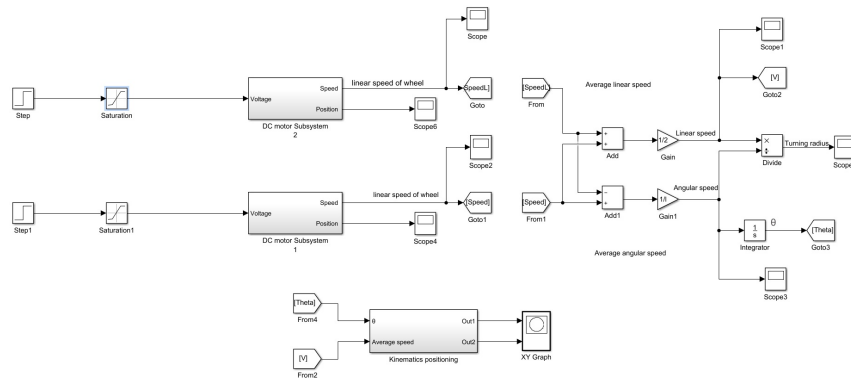 Scope
Scope1
Step
Saturation
Voltage
Speed
Position
DC motor Subsystem
2
linear speed of wheel
SpeedL]
Goto
Scope6
[SpeedL
From
Average linear speed
Add
1/2
Gain
Linear speed
[V]
Goto2
×
÷
Divide
Turning radius
Scope
Scope2
Step1
Saturation1
Voltage
Speed
Position
DC motor Subsystem
1
linear speed of wheel
[Speed]
Goto1
Scope4
[Speed]
From1
Add1
1/l
Gain1
Angular speed
1
s
Integrator
θ
[Theta]
Goto3
Average angular speed
Scope3
[Theta]
From4
[V]
From2
θ
Average speed
Out1
Out2
Kinematics positioning
XY Graph